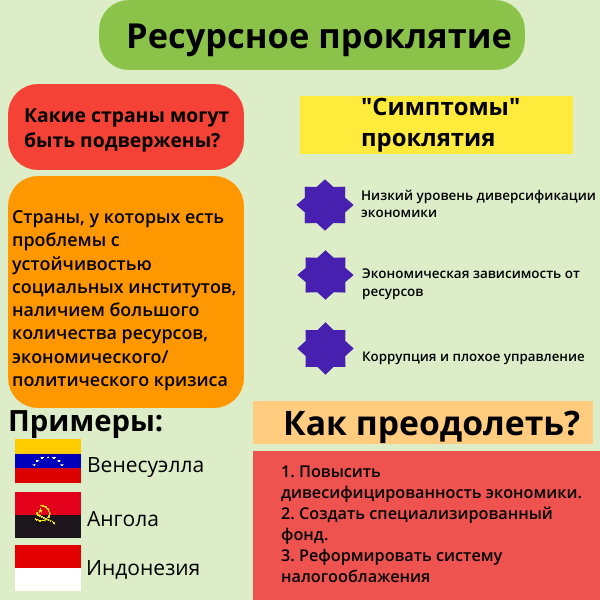 Ресурсное проклятие
Какие страны могут
быть подвержены?
Страны, у которых есть
проблемы с
устойчивостью
социальных институтов,
наличием большого
количества ресурсов,
экономического/
политического кризиса
"Симптомы"
проклятия
Низкий уровень диверсификации
экономики
Экономическая зависимость от
ресурсов
Коррупция и плохое управление
Примеры:
Венесуэлла
Ангола
Индонезия
Как преодолеть?
1. Повысить
дивесифицированность экономики.
2. Создать специализированный
фонд.
3. Реформировать систему
налогооблажения